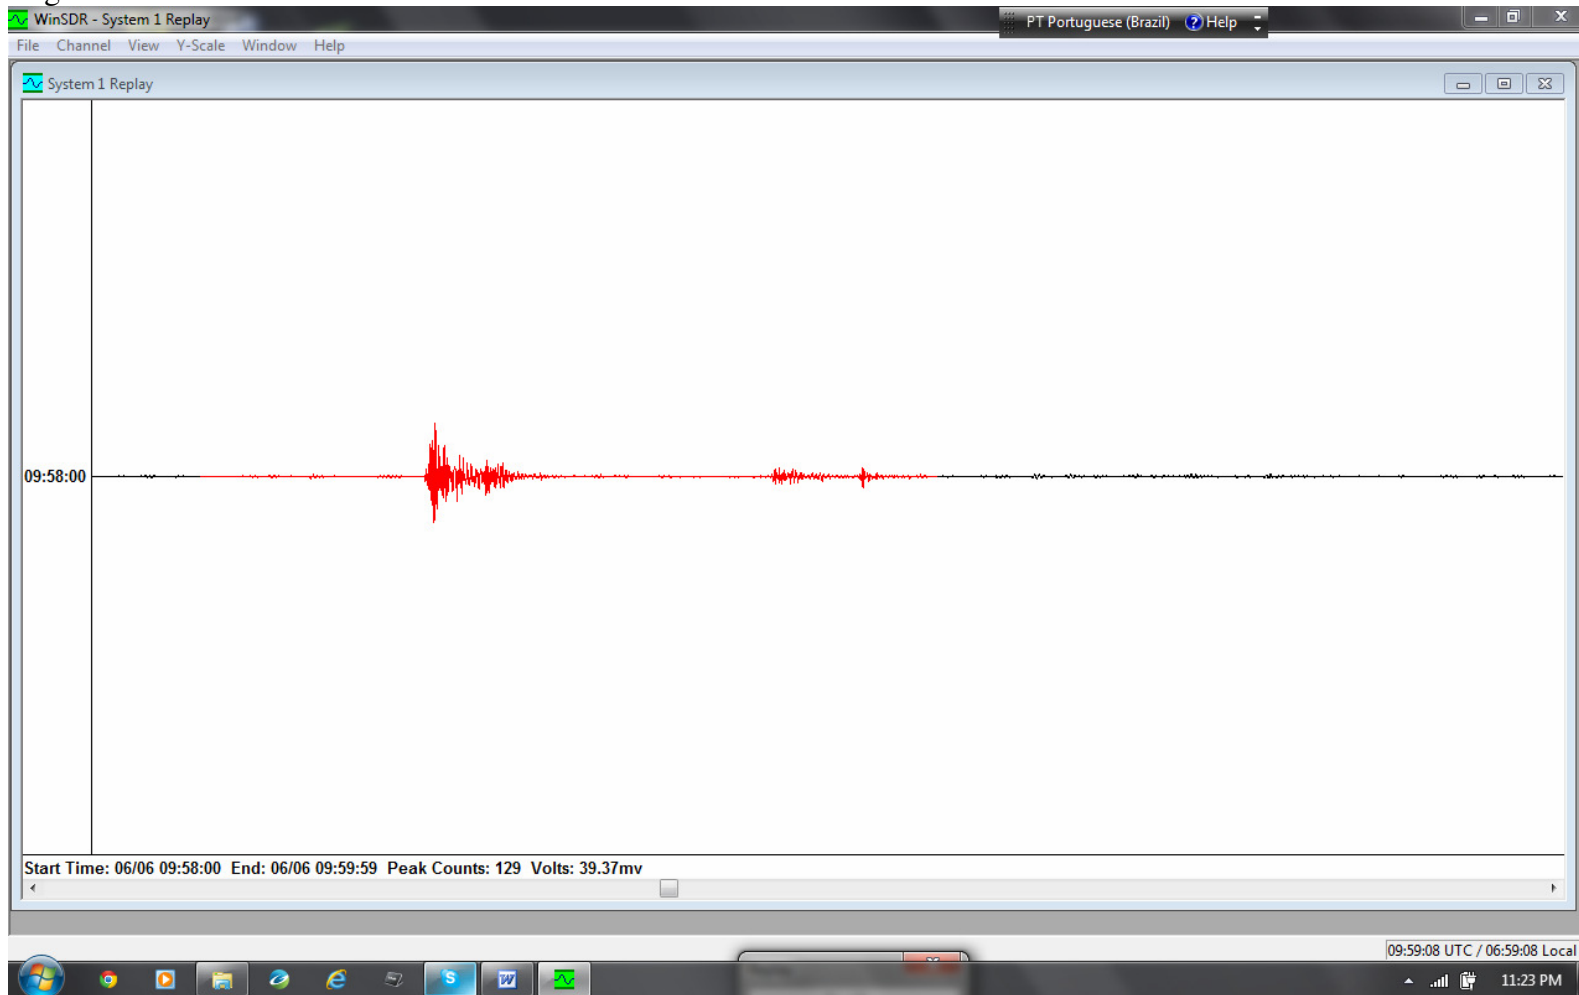 WinSDR - System 1 Replay
PT Portuguese (Brazil) Help
File Channel View Y-Scale Window Help
System 1 Replay
09:58:00
Start Time: 06/06 09:58:00 End: 06/06 09:59:59 Peak Counts: 129 Volts: 39.37mv
09:59:08 UTC / 06:59:08 Local
11:23 PM